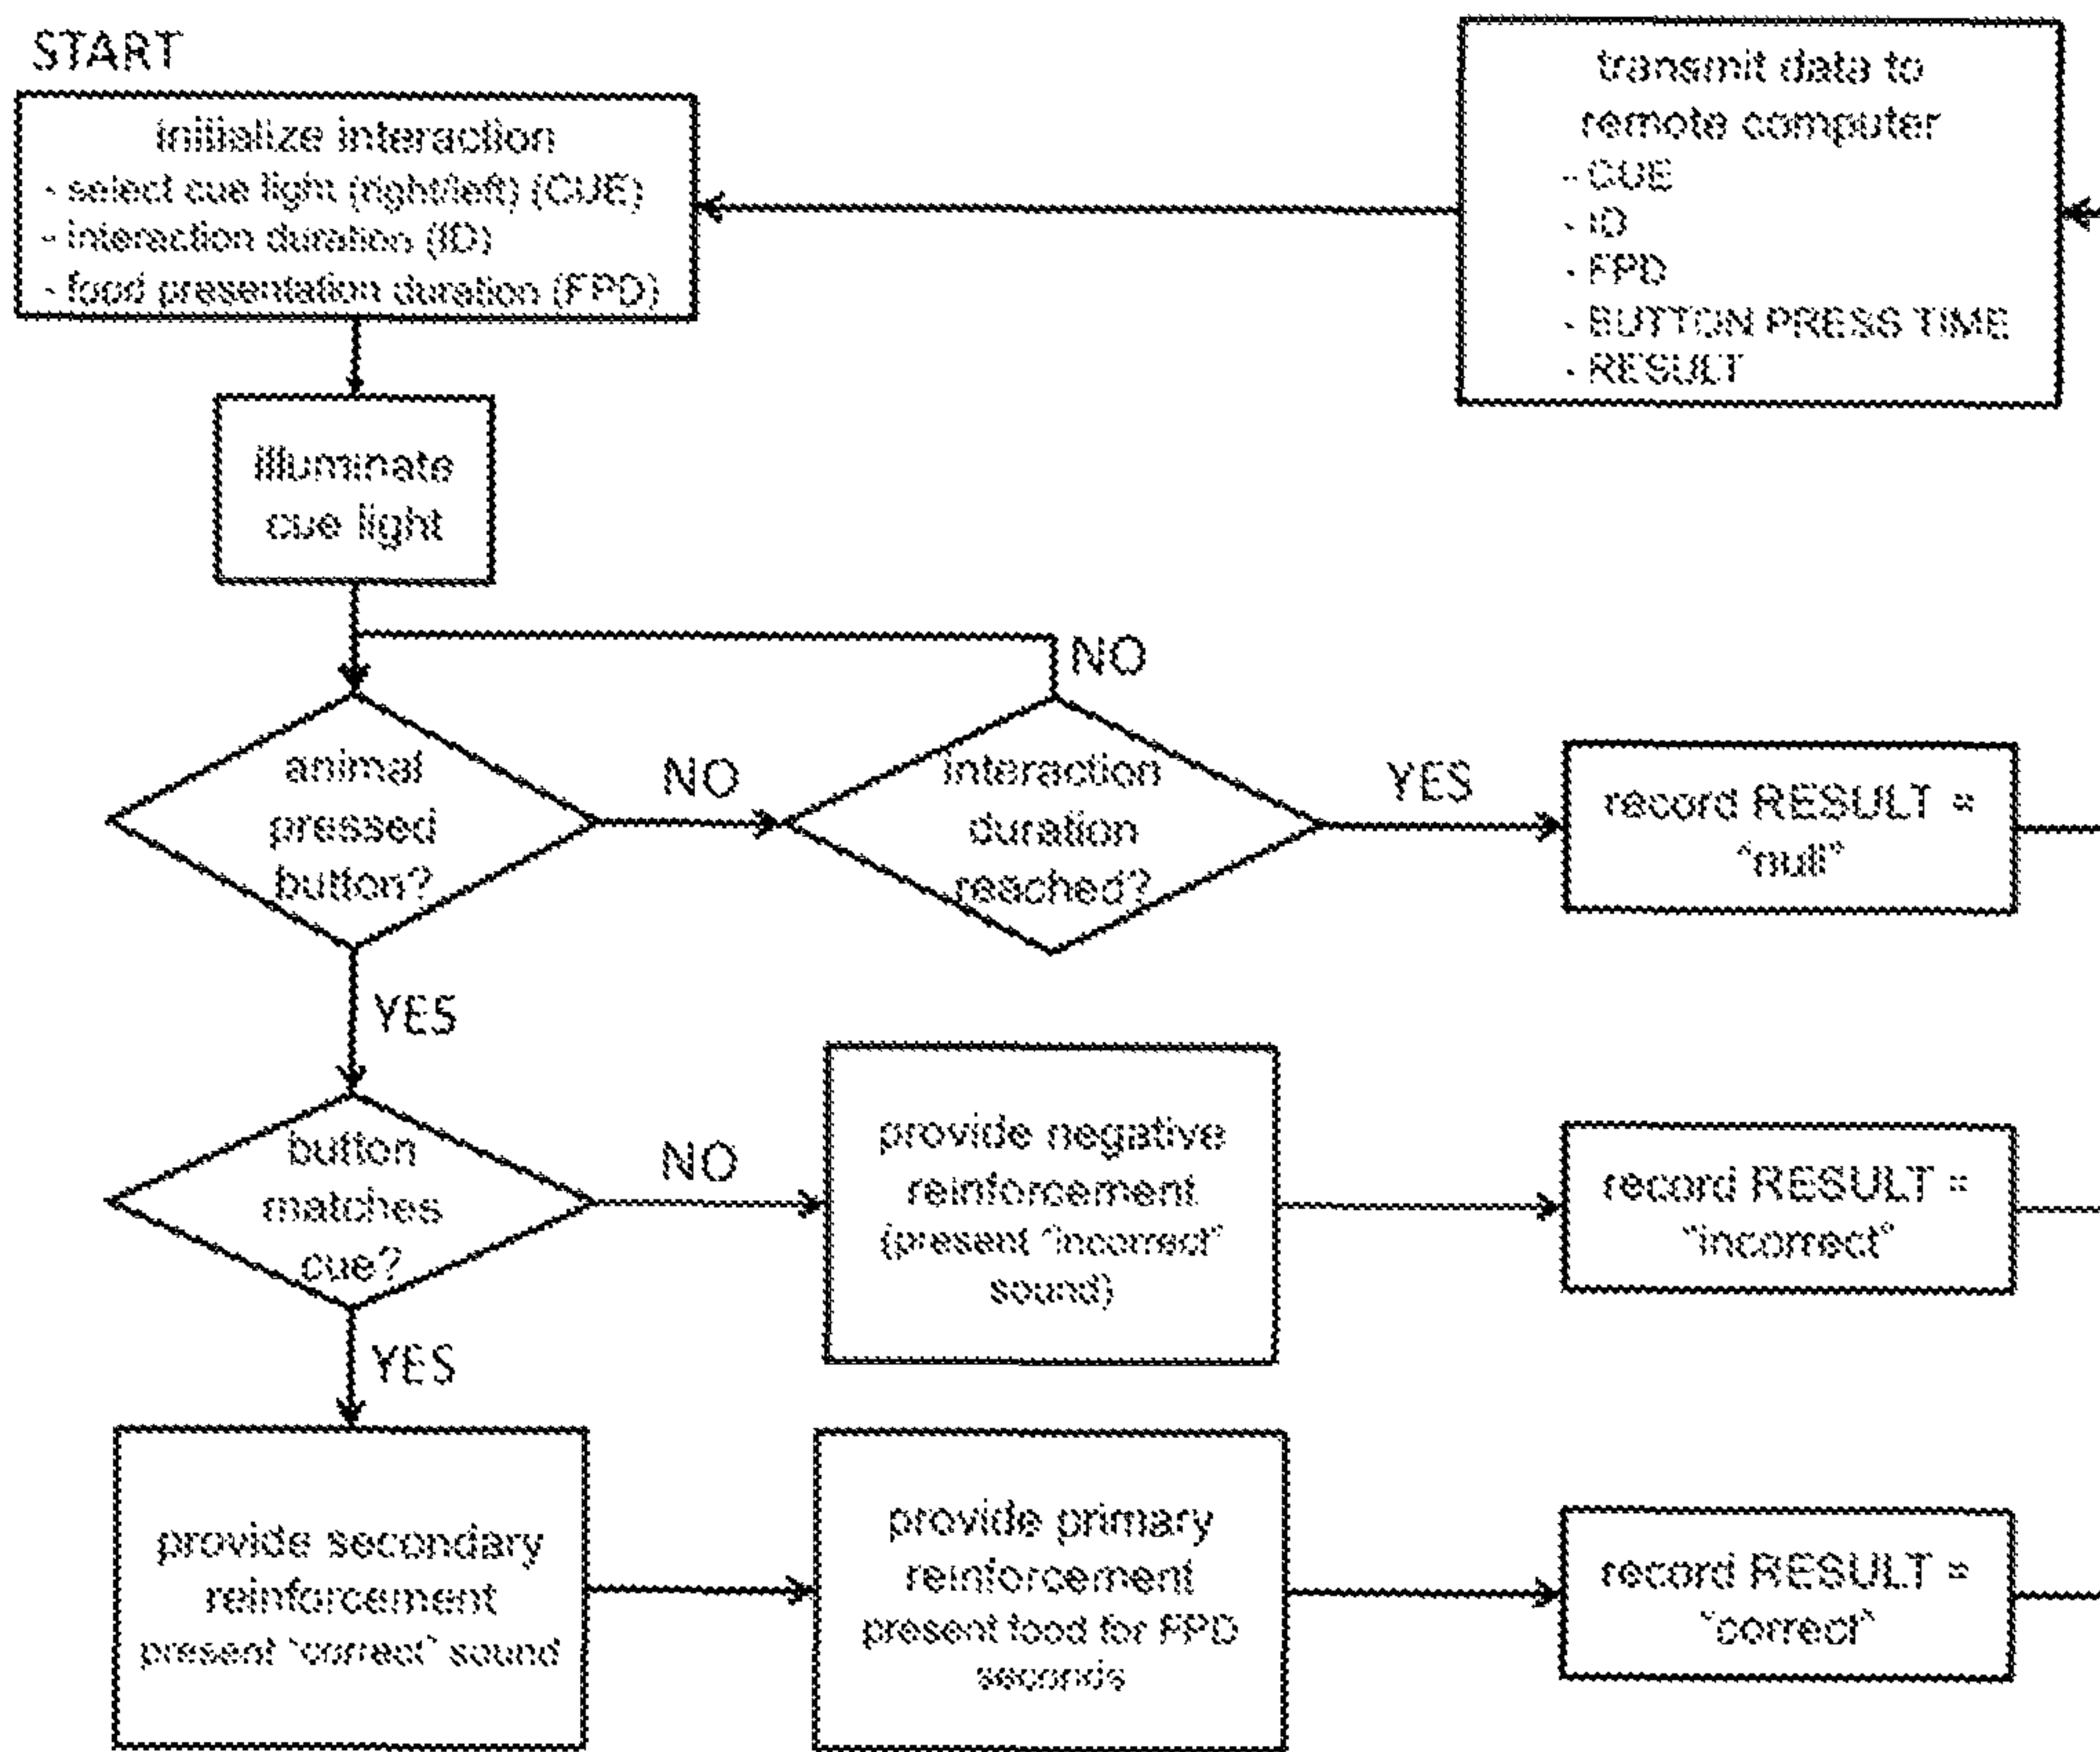 START
initialize interaction
- select cue light (right/left) (CUE)
- interaction duration (ID)
- food presentation duration (FPD)
transmit data to
remote computer
- CUE
- ID
- FPD
- BUTTON PRESS TIME
- RESULT
illuminate
cue light
NO
animal
pressed
button?
NO
interaction
duration
reached?
YES
record RESULT =
"null"
YES
button
matches
cue?
NO
provide negative
reinforcement
(present "incorrect"
sound)
record RESULT =
"incorrect"
YES
provide secondary
reinforcement
present "correct" sound
provide primary
reinforcement
present food for FPD
seconds
record RESULT =
"correct"